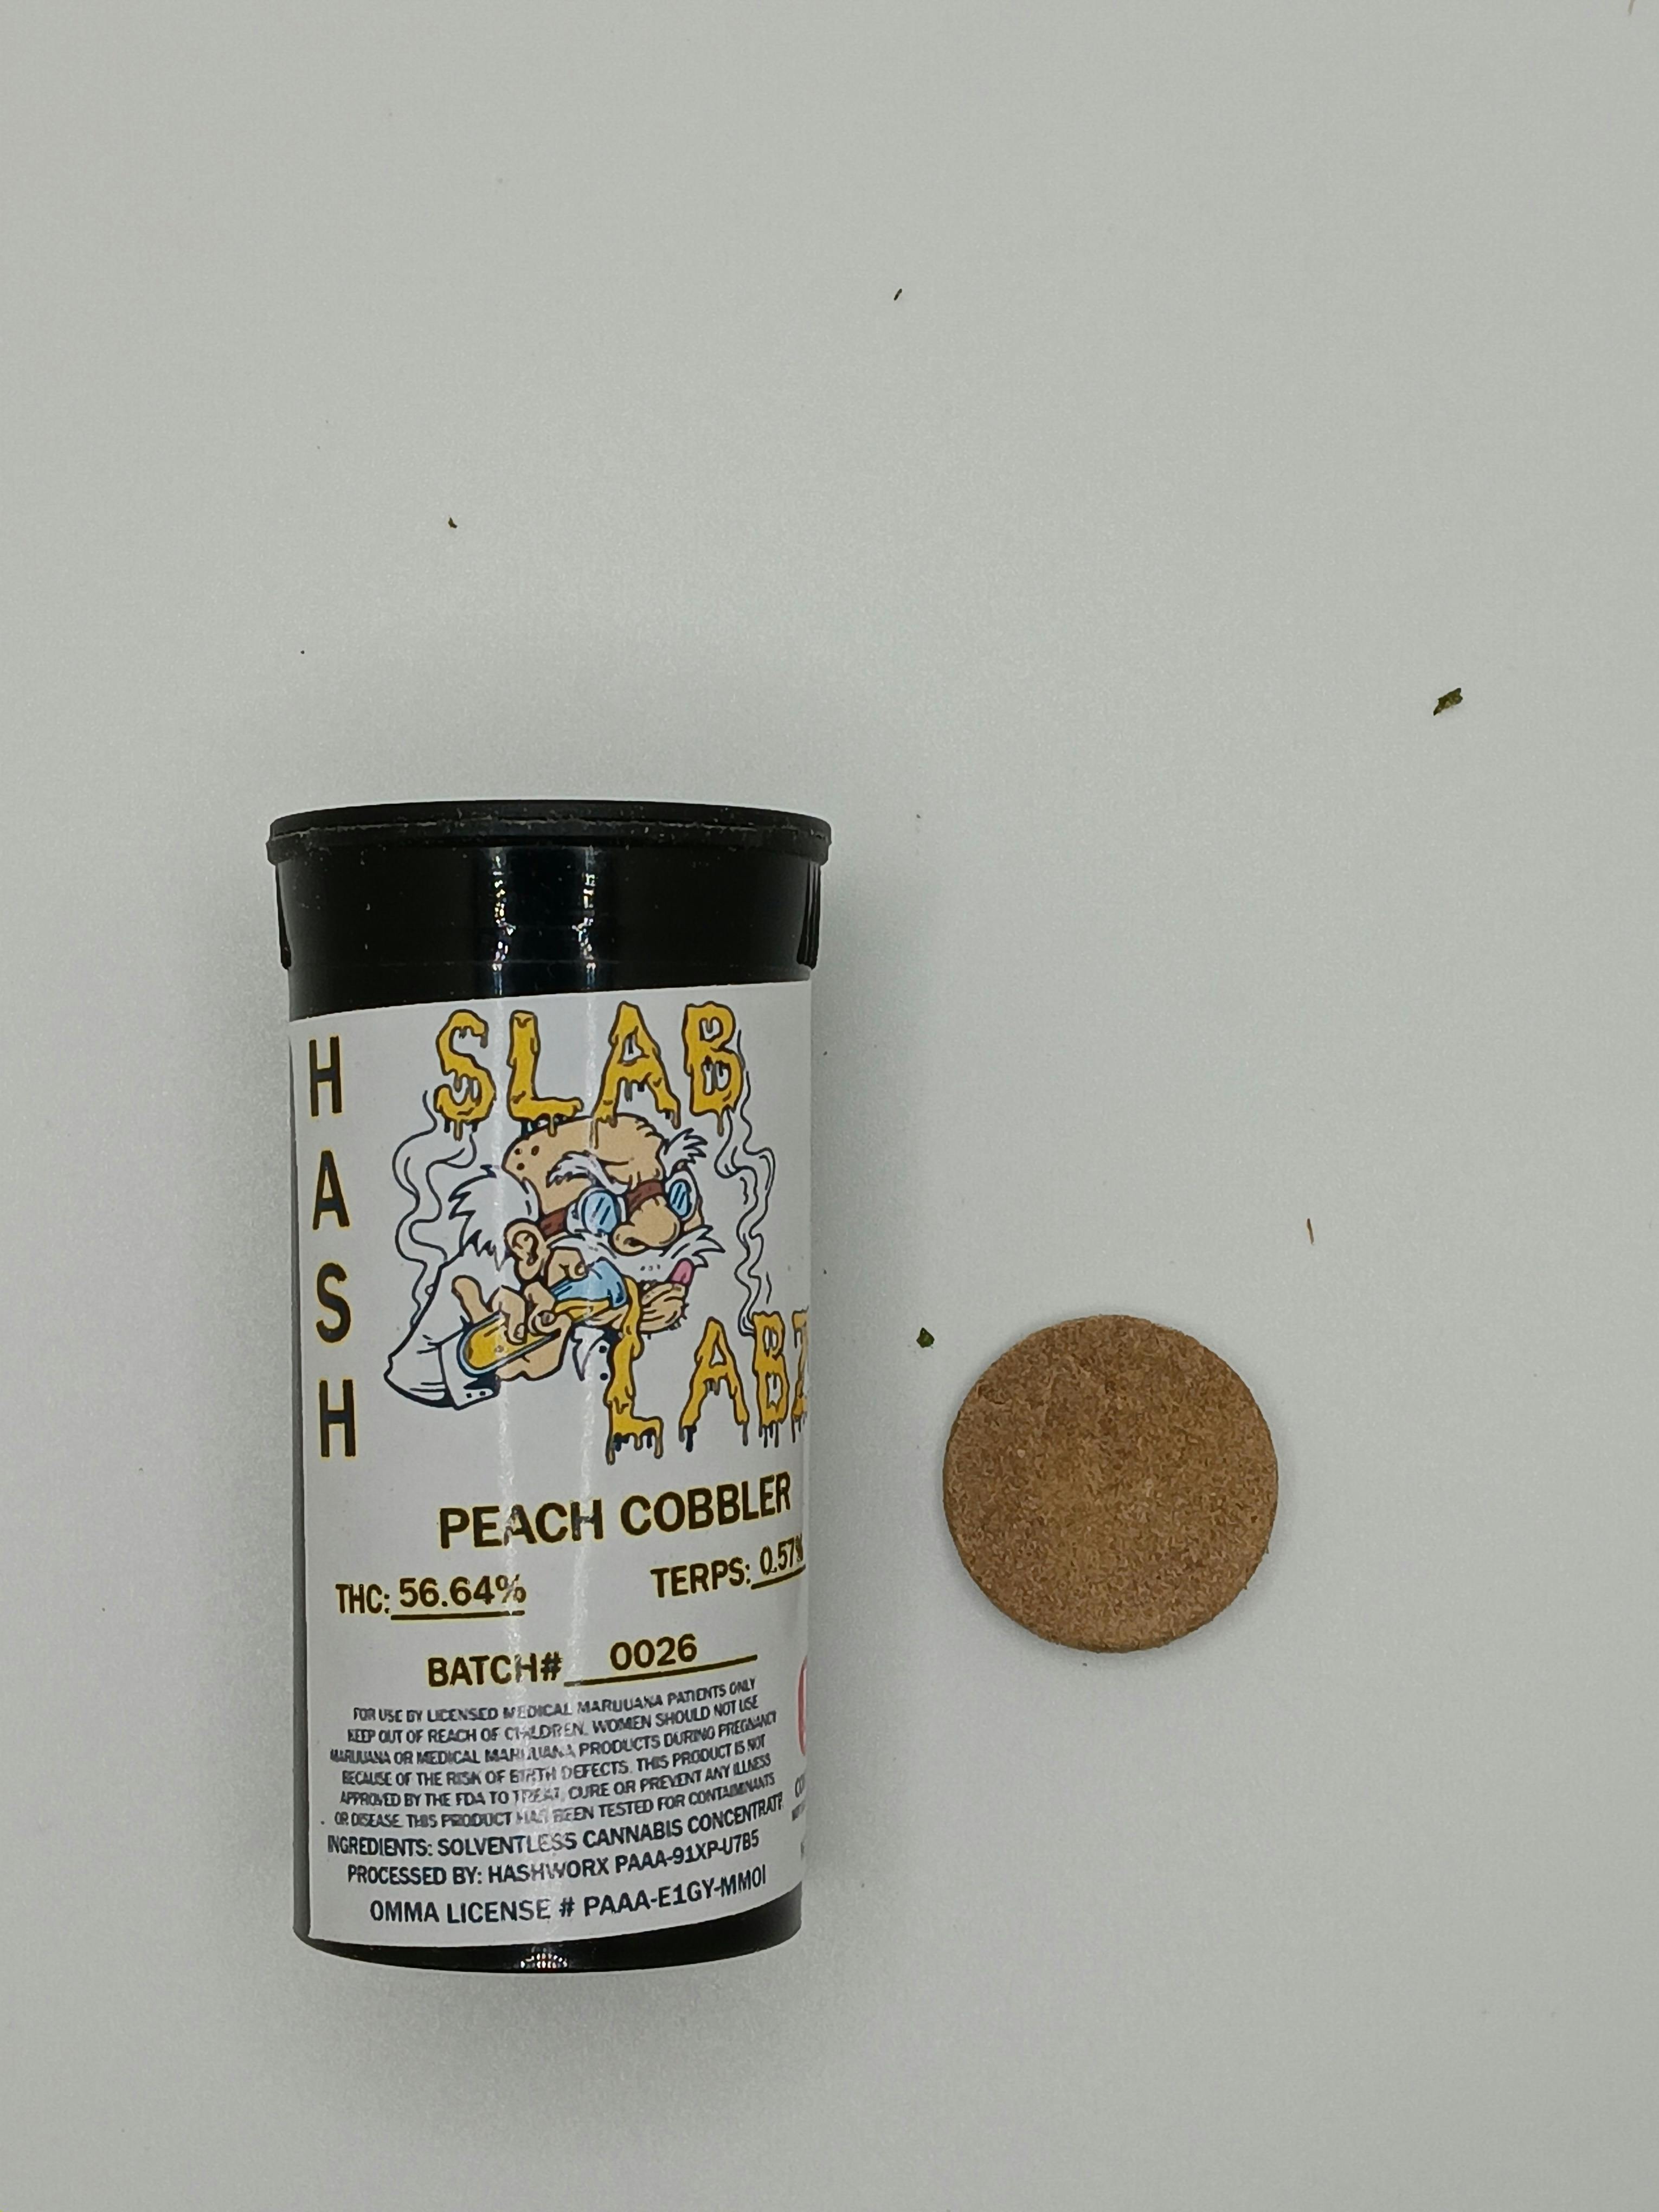 HASH
SLAB
LABZ
PEACH COBBLER
THC: 56.64%
TERPS: 0.57%
BATCH# 0026
FOR USE BY LICENSED MEDICAL MARIJUANA PATIENTS ONLY
KEEP OUT OF REACH OF CHILDREN. WOMEN SHOULD NOT USE
MARIJUANA OR MEDICAL MARIJUANA PRODUCTS DURING PREGNANCY
BECAUSE OF THE RISK OF BIRTH DEFECTS. THIS PRODUCT IS NOT
APPROVED BY THE FDA TO TREAT, CURE OR PREVENT ANY ILLNESS
OR DISEASE. THIS PRODUCT HAS BEEN TESTED FOR CONTAMINANTS
INGREDIENTS: SOLVENTLESS CANNABIS CONCENTRATE
PROCESSED BY: HASHWORX PAAA-91XP-U7B5
OMMA LICENSE # PAAA-E1GY-MM0I